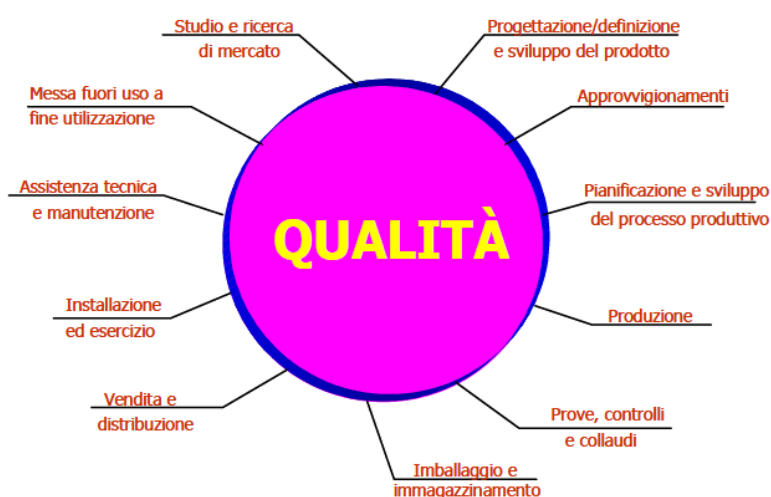 Studio e ricerca
di mercato
Progettazione/definizione
e sviluppo del prodotto
Messa fuori uso a
fine utilizzazione
Approvvigionamenti
Assistenza tecnica
e manutenzione
Pianificazione e sviluppo
del processo produttivo
QUALITÀ
Installazione
ed esercizio
Produzione
Vendita e
distribuzione
Prove, controlli
e collaudi
Imballaggio e
immagazzinamento